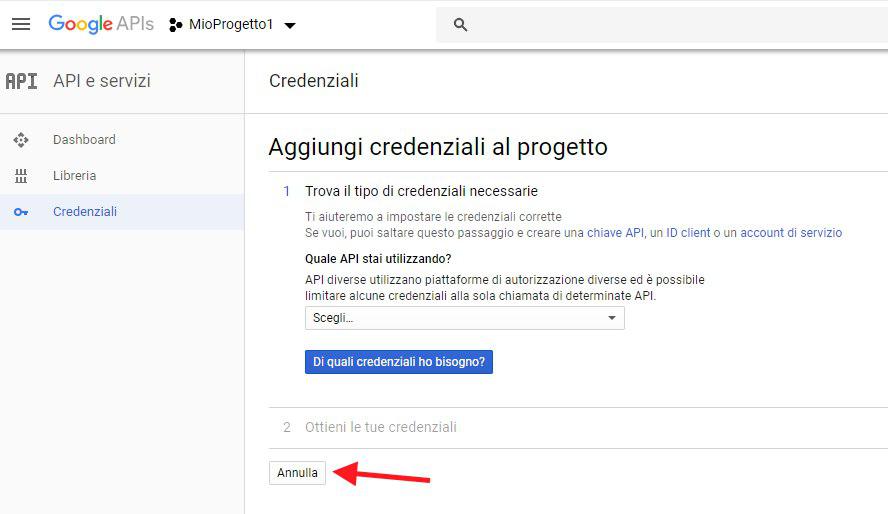 Google APIs MioProgetto1
API API e servizi
Credenziali
Dashboard
Libreria
Credenziali
Aggiungi credenziali al progetto
1 Trova il tipo di credenziali necessarie
Ti aiuteremo a impostare le credenziali corrette
Se vuoi, puoi saltare questo passaggio e creare una chiave API, un ID client o un account di servizio
Quale API stai utilizzando?
API diverse utilizzano piattaforme di autorizzazione diverse ed è possibile
limitare alcune credenziali alla sola chiamata di determinate API.
Scegli...
Di quali credenziali ho bisogno?
2 Ottieni le tue credenziali
Annulla